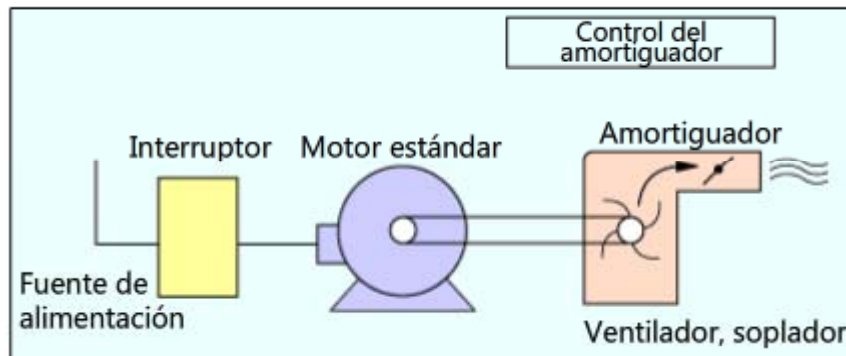 Control del
amortiguador
Amortiguador
Interruptor
Motor estándar
Fuente de
alimentación
Ventilador, soplador